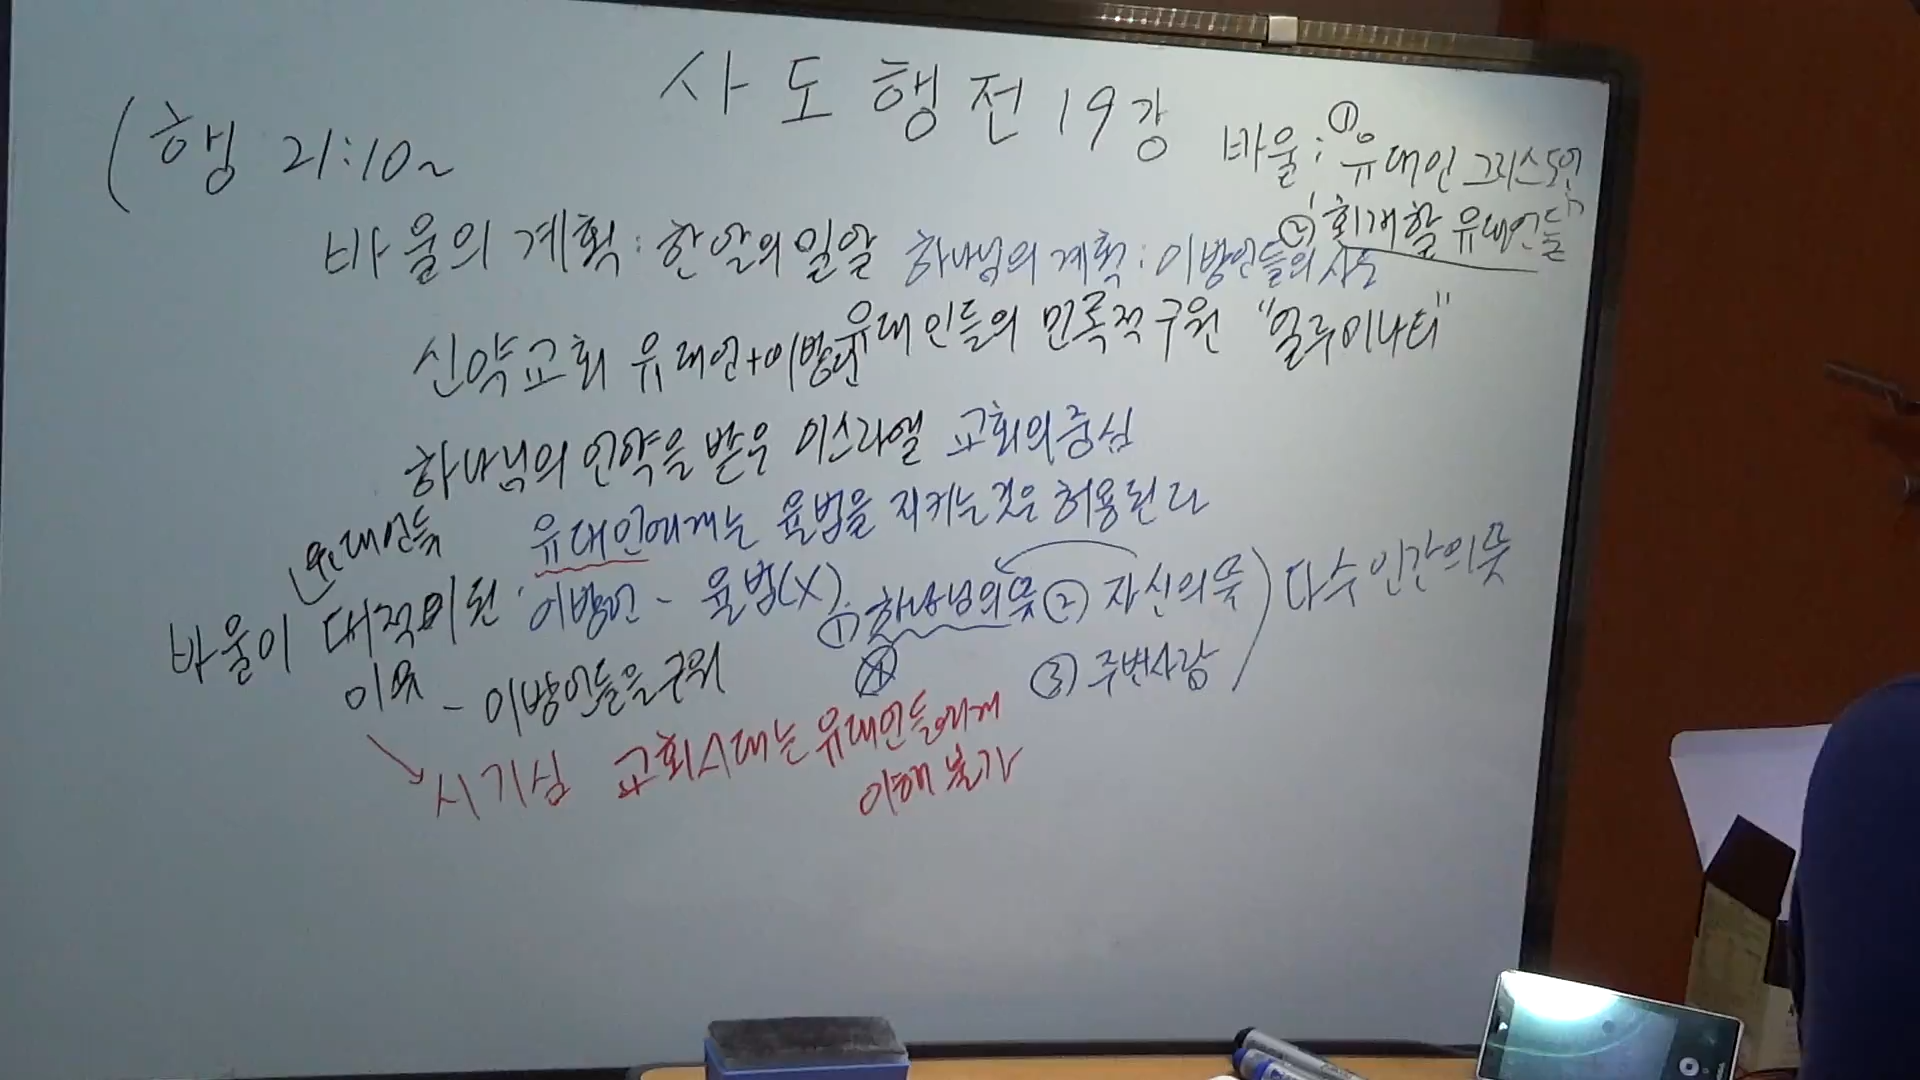 사도행전 19강
(행 21:10~
바울: ① 유대인 그리스도인
② "회개할 유대인들"
바울의 계획: 한알의 밀알 하나님의 계획: 이방인들의 사도
신약교회 유대인+이방인 유대인들의 민족적 구원 "일루미나티"
하나님의 언약을 받은 이스라엘 교회의 중심
유대인들 유대인에게는 율법을 지키는것은 허용된다
바울이 대적 이방인 - 율법(X). ① 하나님의 뜻 ② 자신의 뜻) 다수 인간의 뜻
이유 - 이방인들을 구원 ③ 주변사람
시기심 교회시대는 유대인들에게
이해 불가